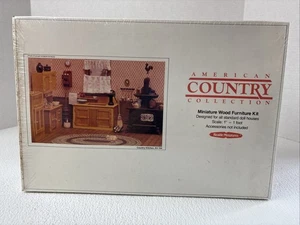 AMERICAN
COUNTRY
COLLECTION
Miniature Wood Furniture Kit
Designed for all standard doll houses
Scale: 1" = 1 foot
Accessories not included